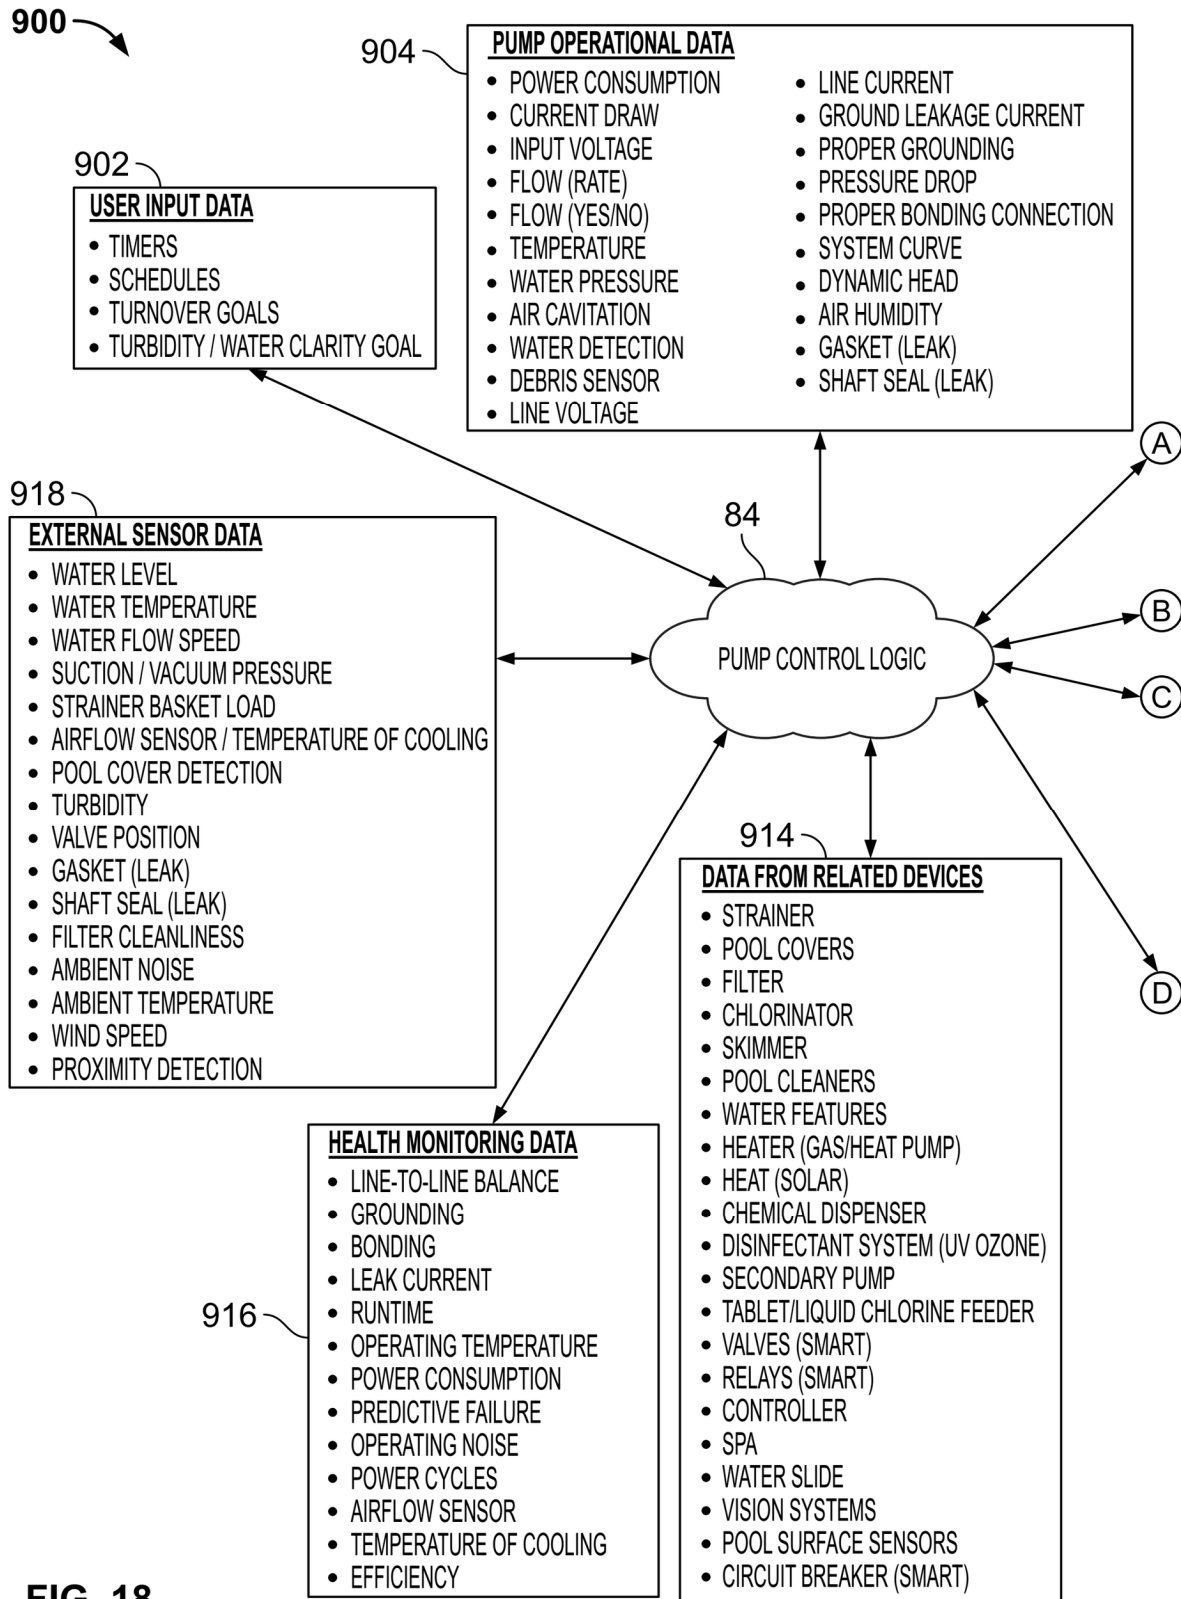 900
904
PUMP OPERATIONAL DATA
• POWER CONSUMPTION
• CURRENT DRAW
• INPUT VOLTAGE
• FLOW (RATE)
• FLOW (YES/NO)
• TEMPERATURE
• WATER PRESSURE
• AIR CAVITATION
• WATER DETECTION
• DEBRIS SENSOR
• LINE VOLTAGE
• LINE CURRENT
• GROUND LEAKAGE CURRENT
• PROPER GROUNDING
• PRESSURE DROP
• PROPER BONDING CONNECTION
• SYSTEM CURVE
• DYNAMIC HEAD
• AIR HUMIDITY
• GASKET (LEAK)
• SHAFT SEAL (LEAK)
902
USER INPUT DATA
• TIMERS
• SCHEDULES
• TURNOVER GOALS
• TURBIDITY / WATER CLARITY GOAL
918
EXTERNAL SENSOR DATA
• WATER LEVEL
• WATER TEMPERATURE
• WATER FLOW SPEED
• SUCTION / VACUUM PRESSURE
• STRAINER BASKET LOAD
• AIRFLOW SENSOR / TEMPERATURE OF COOLING
• POOL COVER DETECTION
• TURBIDITY
• VALVE POSITION
• GASKET (LEAK)
• SHAFT SEAL (LEAK)
• FILTER CLEANLINESS
• AMBIENT NOISE
• AMBIENT TEMPERATURE
• WIND SPEED
• PROXIMITY DETECTION
84
PUMP CONTROL LOGIC
A
B
C
D
914
DATA FROM RELATED DEVICES
• STRAINER
• POOL COVERS
• FILTER
• CHLORINATOR
• SKIMMER
• POOL CLEANERS
• WATER FEATURES
• HEATER (GAS/HEAT PUMP)
• HEAT (SOLAR)
• CHEMICAL DISPENSER
• DISINFECTANT SYSTEM (UV OZONE)
• SECONDARY PUMP
• TABLET/LIQUID CHLORINE FEEDER
• VALVES (SMART)
• RELAYS (SMART)
• CONTROLLER
• SPA
• WATER SLIDE
• VISION SYSTEMS
• POOL SURFACE SENSORS
• CIRCUIT BREAKER (SMART)
916
HEALTH MONITORING DATA
• LINE-TO-LINE BALANCE
• GROUNDING
• BONDING
• LEAK CURRENT
• RUNTIME
• OPERATING TEMPERATURE
• POWER CONSUMPTION
• PREDICTIVE FAILURE
• OPERATING NOISE
• POWER CYCLES
• AIRFLOW SENSOR
• TEMPERATURE OF COOLING
• EFFICIENCY
FIG. 18